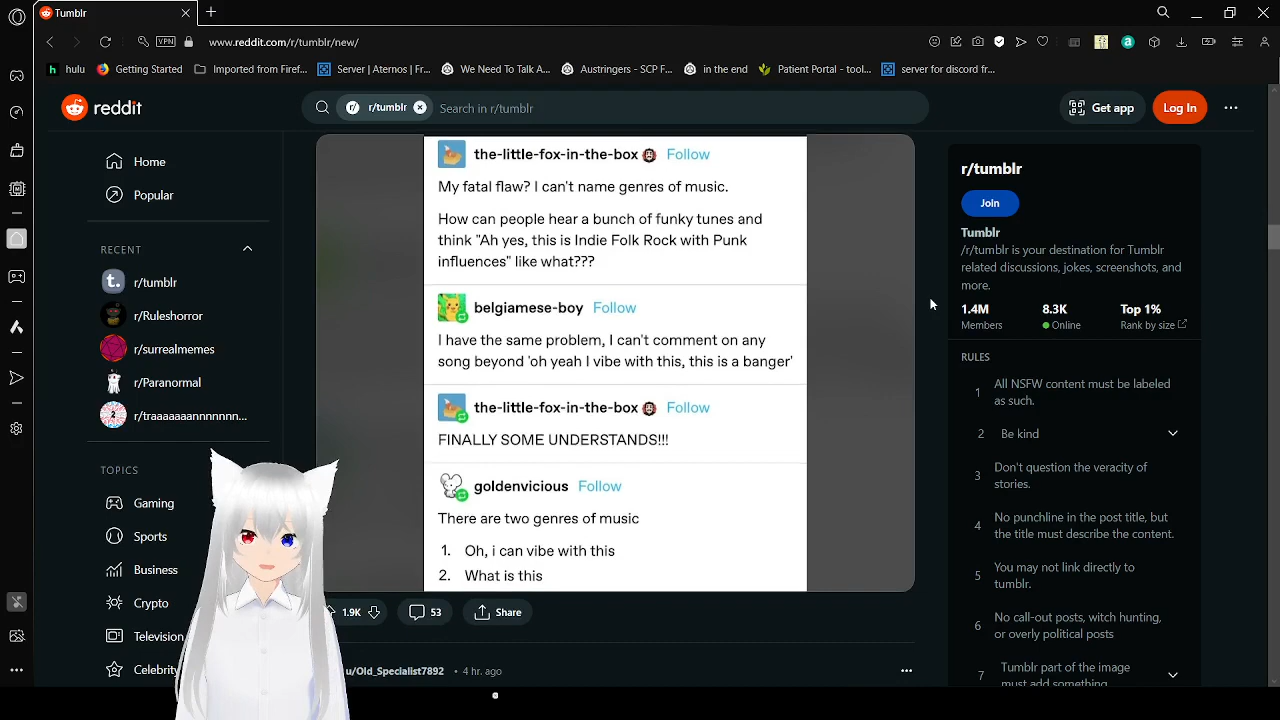 Tumblr
www.reddit.com/r/tumblr/new/
VPN
hulu
Getting Started
Imported from Firef...
Server | Aternos | Fr...
We Need To Talk A...
Austringers - SCP F...
in the end
Patient Portal - tool...
server for discord fr...
reddit
r/tumblr
Search in r/tumblr
Get app
Log In
Home
Popular
RECENT
r/tumblr
r/Ruleshorror
r/surrealmemes
r/Paranormal
r/traaaaaaannnnnnn...
TOPICS
Gaming
Sports
Business
Crypto
Television
Celebrity
the-little-fox-in-the-box Follow
My fatal flaw? I can't name genres of music.
How can people hear a bunch of funky tunes and
think "Ah yes, this is Indie Folk Rock with Punk
influences" like what???
belgiamese-boy Follow
I have the same problem, I can't comment on any
song beyond 'oh yeah I vibe with this, this is a banger'
the-little-fox-in-the-box Follow
FINALLY SOME UNDERSTANDS!!!
goldenvicious Follow
There are two genres of music
1. Oh, i can vibe with this
2. What is this
1.9K
53
Share
u/Old_Specialist7892 • 4 hr. ago
r/tumblr
Join
Tumblr
/r/tumblr is your destination for Tumblr
related discussions, jokes, screenshots, and
more.
1.4M 8.3K Top 1%
Members Online Rank by size
RULES
1 All NSFW content must be labeled
as such.
2 Be kind
3 Don't question the veracity of
stories.
4 No punchline in the post title, but
the title must describe the content.
5 You may not link directly to
tumblr.
6 No call-out posts, witch hunting,
or overly political posts
7 Tumblr part of the image
must add something